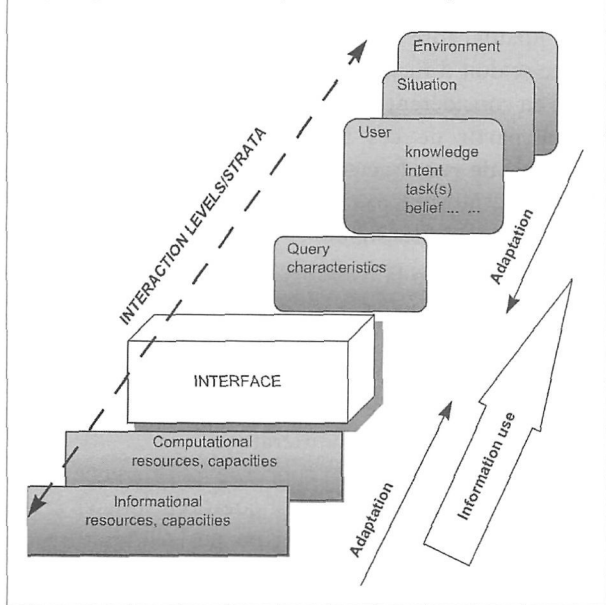 Environment
Situation
User
knowledge
intent
task(s)
belief ... ...
INTERACTION LEVELS/STRATA
Query
characteristics
Adaptation
INTERFACE
Computational
resources, capacities
Informational
resources, capacities
Adaptation
Information use